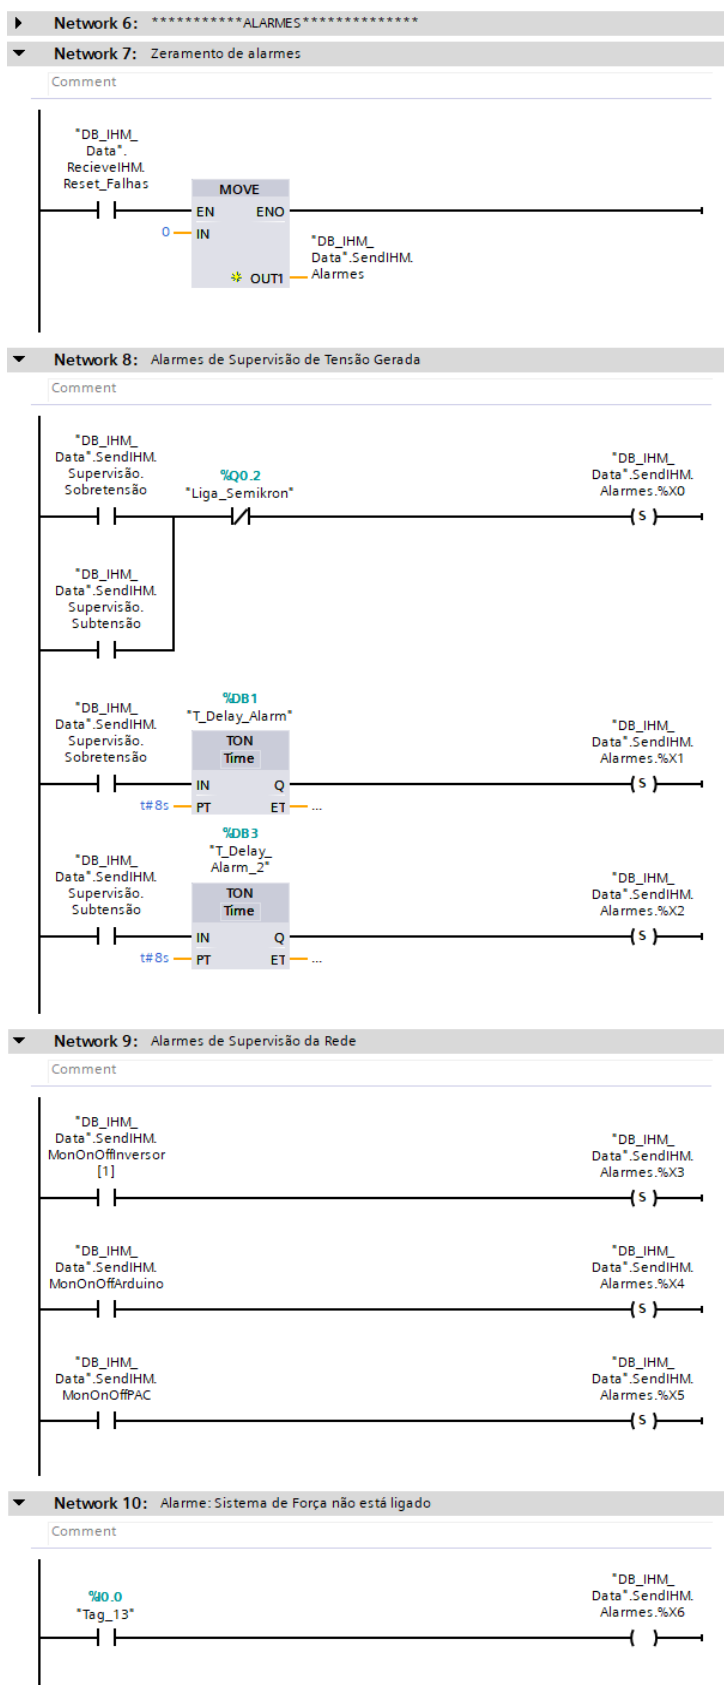 Network 6: ***********ALARMES**************
Network 7: Zeramento de alarmes
Comment
"DB_IHM_
Data".
RecieveIHM.
Reset_Falhas
MOVE
EN ENO
0 IN
OUT1
"DB_IHM_
Data".SendIHM.
Alarmes
Network 8: Alarmes de Supervisão de Tensão Gerada
Comment
"DB_IHM_
Data".SendIHM.
Supervisão.
Sobretensão
%Q0.2
"Liga_Semikron"
"DB_IHM_
Data".SendIHM.
Alarmes.%X0
S
"DB_IHM_
Data".SendIHM.
Supervisão.
Subtensão
"DB_IHM_
Data".SendIHM.
Supervisão.
Sobretensão
%DB1
"T_Delay_Alarm"
TON
Time
IN Q
t#8s PT ET ...
"DB_IHM_
Data".SendIHM.
Alarmes.%X1
S
"DB_IHM_
Data".SendIHM.
Supervisão.
Subtensão
%DB3
"T_Delay_
Alarm_2"
TON
Time
IN Q
t#8s PT ET ...
"DB_IHM_
Data".SendIHM.
Alarmes.%X2
S
Network 9: Alarmes de Supervisão da Rede
Comment
"DB_IHM_
Data".SendIHM.
MonOnOffInversor
[1]
"DB_IHM_
Data".SendIHM.
Alarmes.%X3
S
"DB_IHM_
Data".SendIHM.
MonOnOffArduino
"DB_IHM_
Data".SendIHM.
Alarmes.%X4
S
"DB_IHM_
Data".SendIHM.
MonOnOffPAC
"DB_IHM_
Data".SendIHM.
Alarmes.%X5
S
Network 10: Alarme: Sistema de Força não está ligado
Comment
%I0.0
"Tag_13"
"DB_IHM_
Data".SendIHM.
Alarmes.%X6